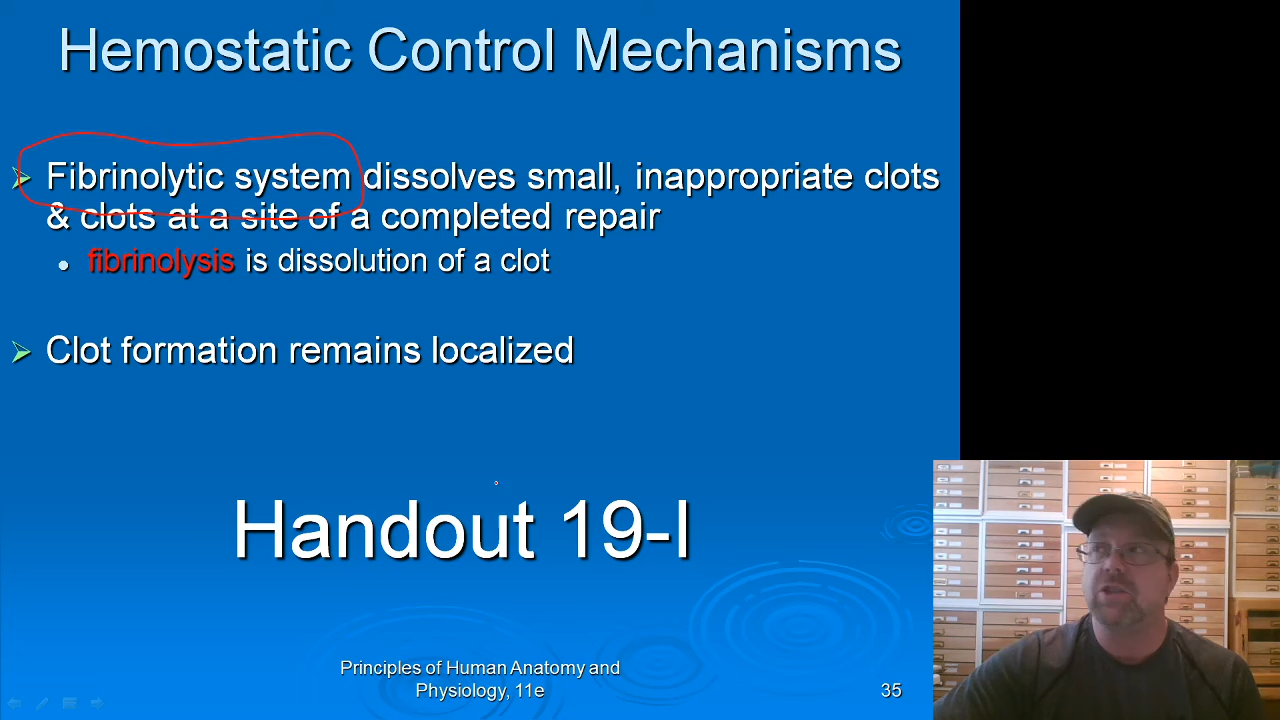 Hemostatic Control Mechanisms
Fibrinolytic system dissolves small, inappropriate clots
& clots at a site of a completed repair
fibrinolysis is dissolution of a clot
Clot formation remains localized
Handout 19-I
Principles of Human Anatomy and
Physiology, 11e
35